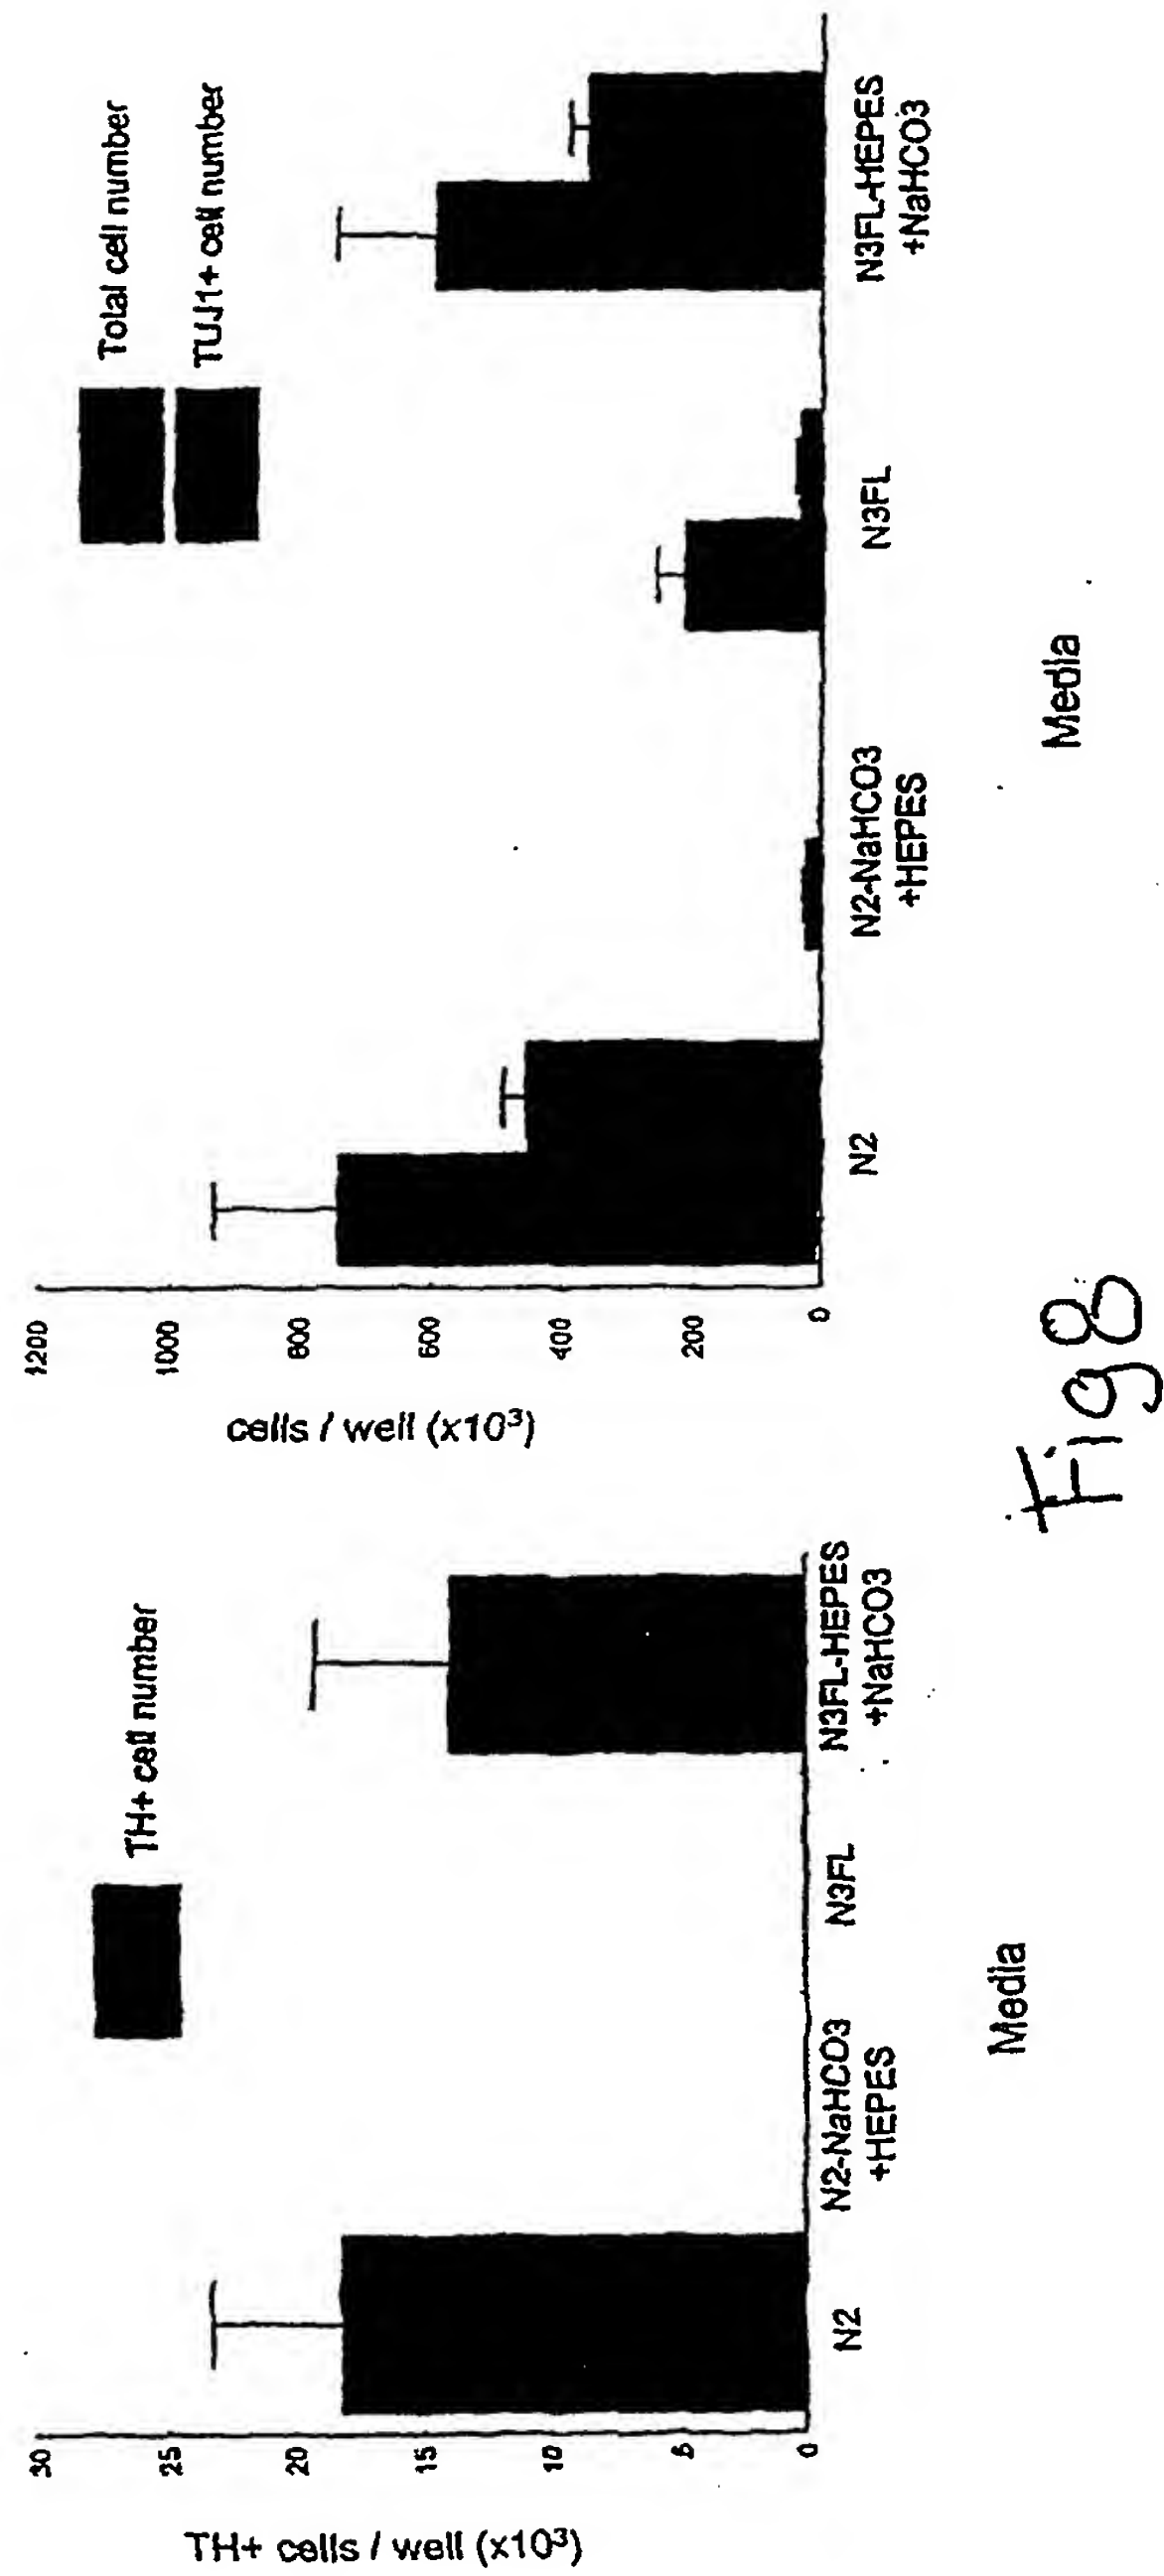 TH+ cells / well (x10³)
30
25
20
15
10
5
0
TH+ cell number
N2
N2-NaHCO3
+HEPES
N3FL
N3FL-HEPES
+NaHCO3
Media
cells / well (x10³)
1200
1000
800
600
400
200
0
Total cell number
TUJ1+ cell number
N2
N2-NaHCO3
+HEPES
N3FL
N3FL-HEPES
+NaHCO3
Media
Fig 8